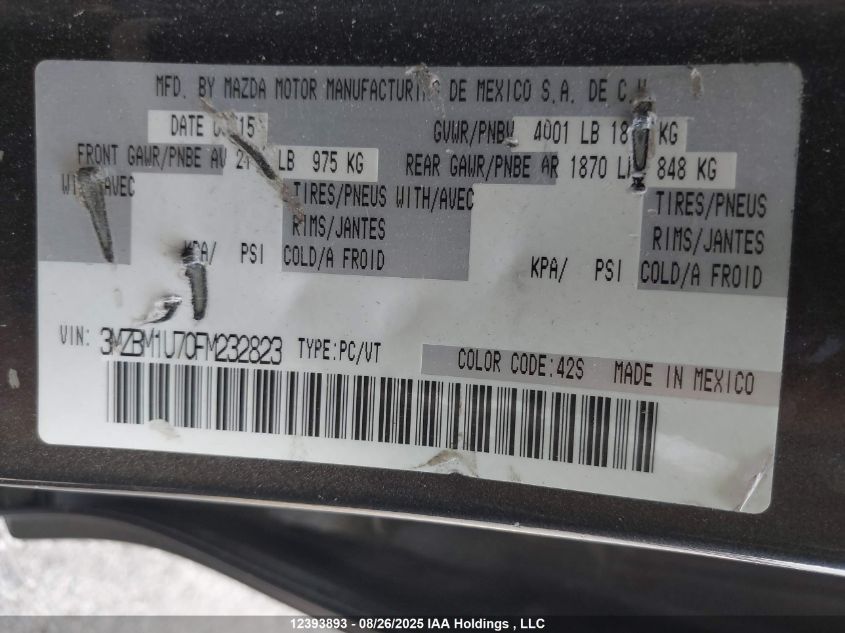 MFD. BY MAZDA MOTOR DE MEXICO S.A. DE
DATE GVWR/PNBV 4001 LB KG
FRONT GAWR/PNBE AV LB 975 KG REAR GAWR/PNBE AR 1870 848 KG
TIRES/PNEUS WITH/AVEC TIRES/PNEUS
RIMS/JANTES RIMS/JANTES
KPA/ PSI COLD/A FROID KPA/ PSI COLD/A FROID
VIN: 3MZBM1U70FM232823 TYPE:PC/VT COLOR CODE:42S MADE IN MEXICO
12393893 - 08/26/2025 IAA Holdings , LLC